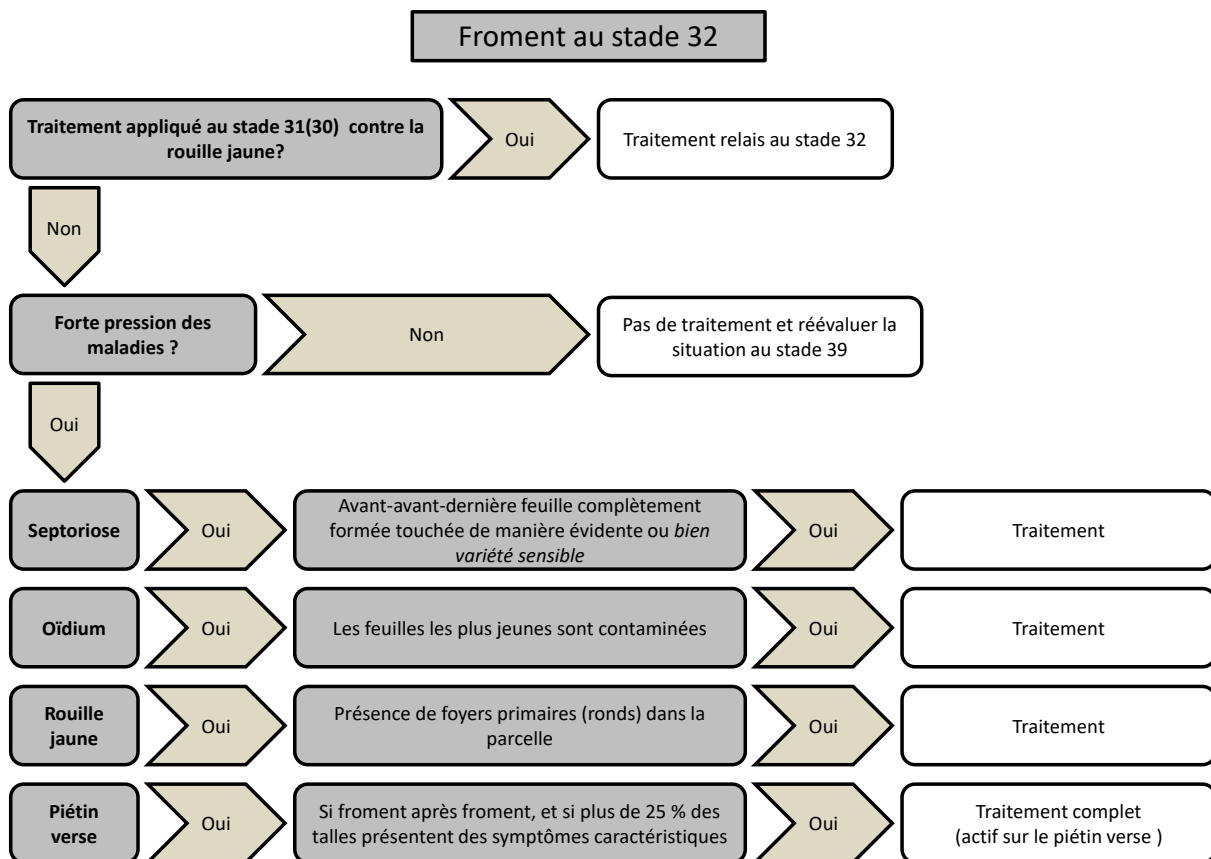 Froment au stade 32
Traitement appliqué au stade 31(30) contre la
rouille jaune?
Oui
Traitement relais au stade 32
Non
Forte pression des
maladies ?
Non
Pas de traitement et réévaluer la
situation au stade 39
Oui
Septoriose
Oui
Avant-avant-dernière feuille complètement
formée touchée de manière évidente ou bien
variété sensible
Oui
Traitement
Oïdium
Oui
Les feuilles les plus jeunes sont contaminées
Oui
Traitement
Rouille
jaune
Oui
Présence de foyers primaires (ronds) dans la
parcelle
Oui
Traitement
Piétin
verse
Oui
Si froment après froment, et si plus de 25 % des
talles présentent des symptômes caractéristiques
Oui
Traitement complet
(actif sur le piétin verse )